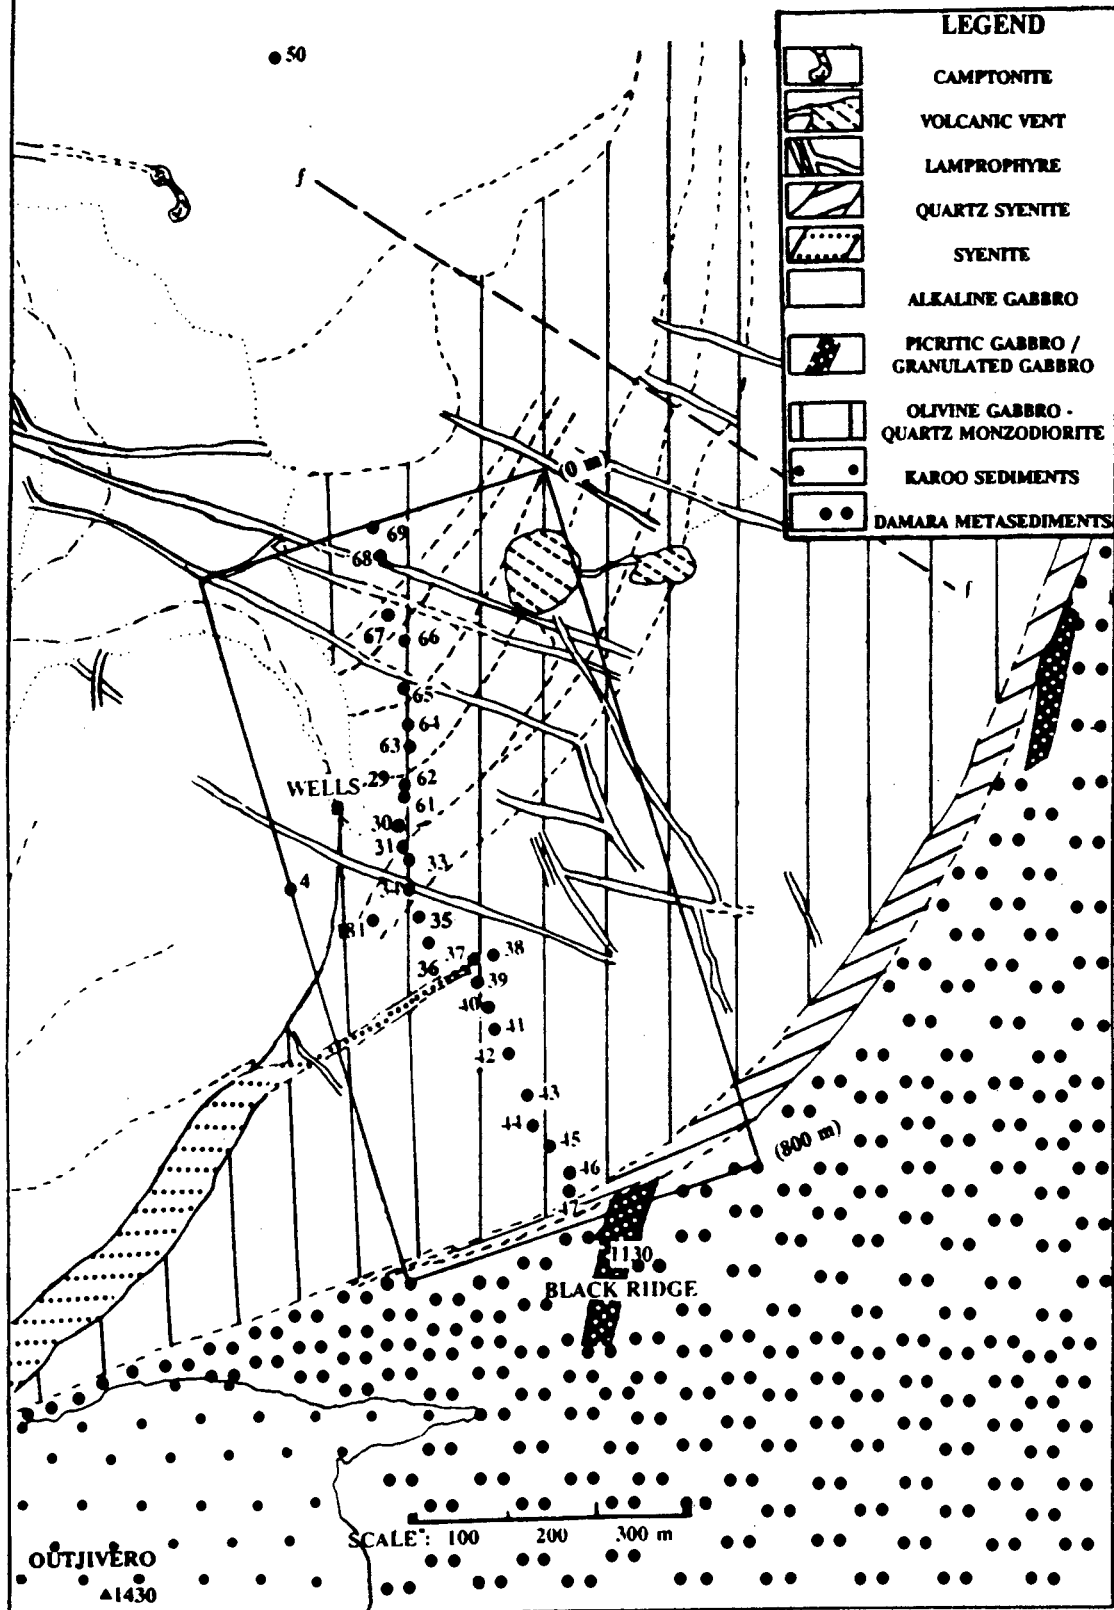 LEGEND
CAMPTONITE
VOLCANIC VENT
LAMPROPHYRE
QUARTZ SYENITE
SYENITE
ALKALINE GABBRO
PICRITIC GABBRO /
GRANULATED GABBRO
OLIVINE GABBRO -
QUARTZ MONZODIORITE
KAROO SEDIMENTS
DAMARA METASEDIMENTS
50
f
(0 m)
69
68
67
66
65
64
63
29
62
WELLS
61
30
31
33
4
34
35
81
36
37
38
39
40
41
42
43
44
45
46
47
f
(800 m)
1130
BLACK RIDGE
SCALE : 100 200 300 m
OUTJIVERO
▲1430